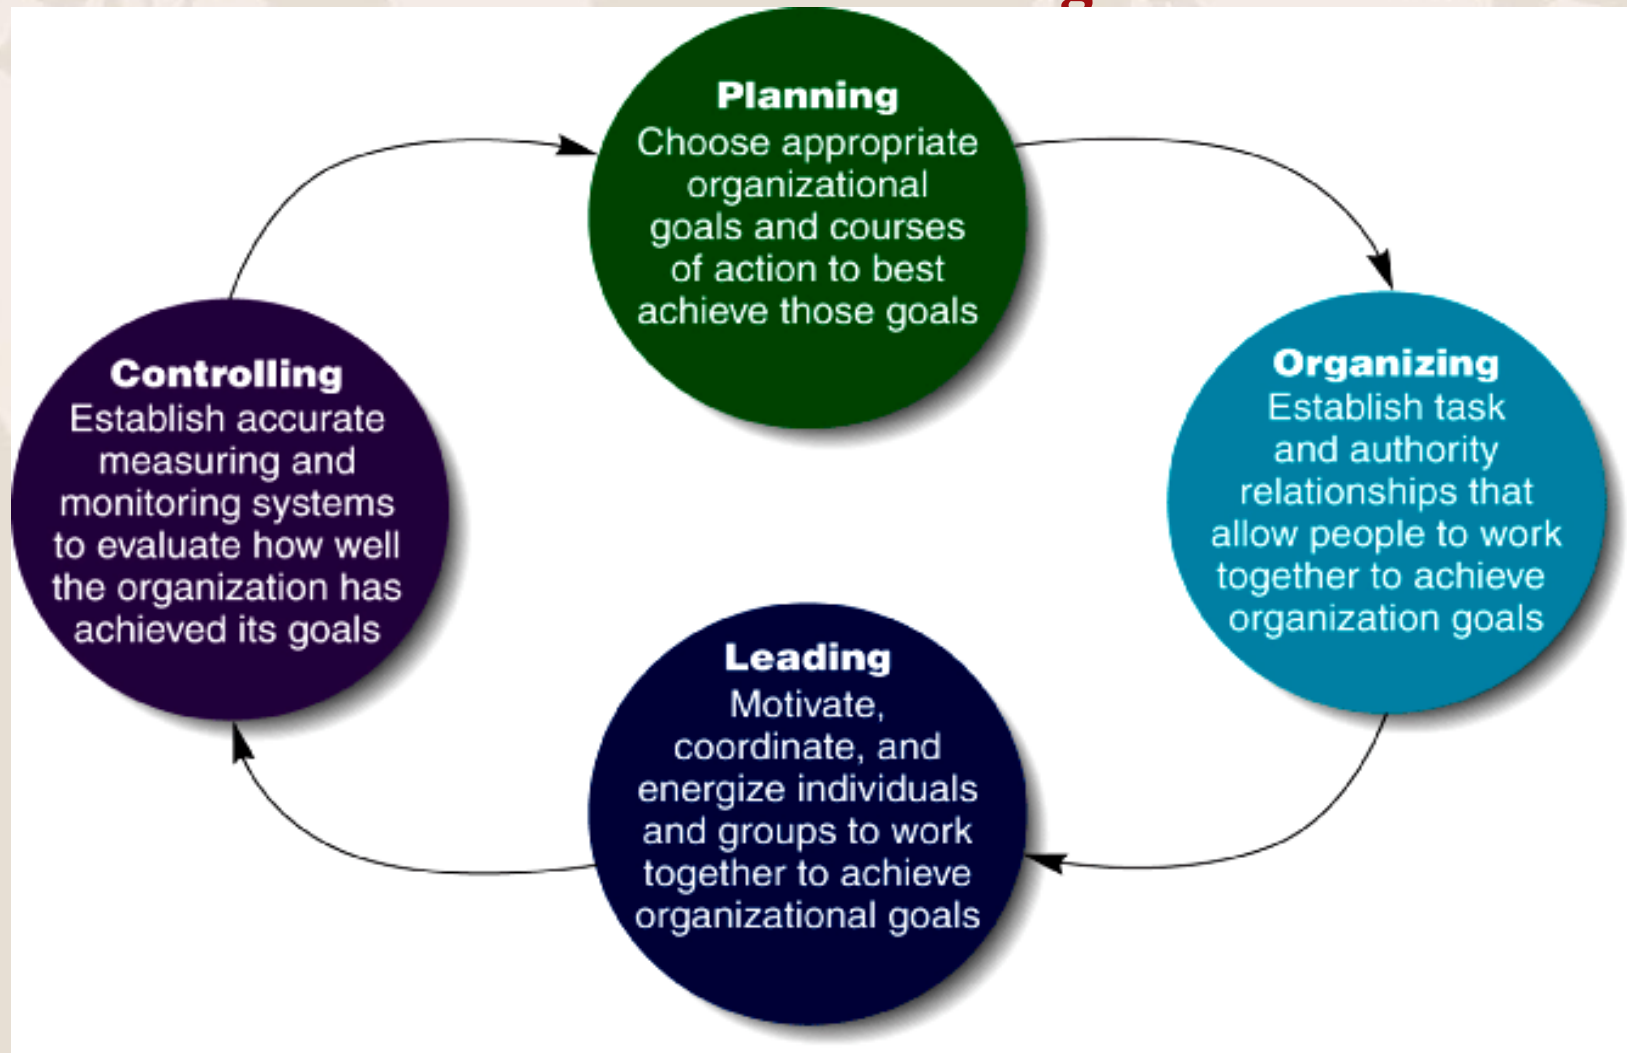 Planning
Choose appropriate
organizational
goals and courses
of action to best
achieve those goals
Organizing
Establish task
and authority
relationships that
allow people to work
together to achieve
organization goals
Leading
Motivate,
coordinate, and
energize individuals
and groups to work
together to achieve
organizational goals
Controlling
Establish accurate
measuring and
monitoring systems
to evaluate how well
the organization has
achieved its goals